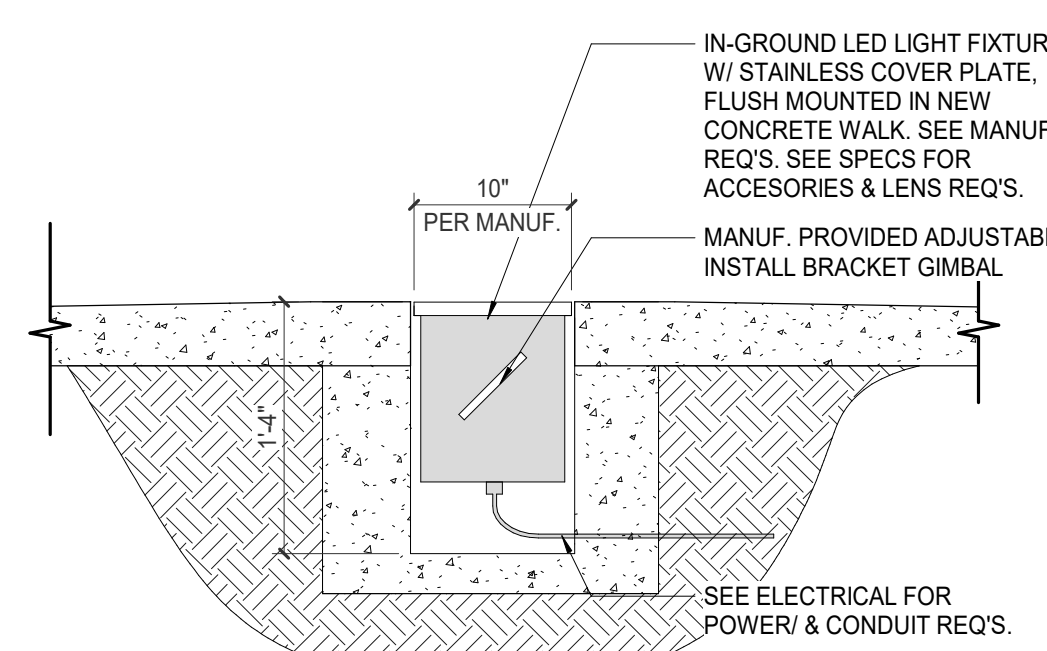 IN-GROUND LED LIGHT FIXTUR
W/ STAINLESS COVER PLATE,
FLUSH MOUNTED IN NEW
CONCRETE WALK. SEE MANUF
REQ'S. SEE SPECS FOR
ACCESORIES & LENS REQ'S.
10"
PER MANUF.
MANUF. PROVIDED ADJUSTAB
INSTALL BRACKET GIMBAL
1'-4"
SEE ELECTRICAL FOR
POWER/ & CONDUIT REQ'S.